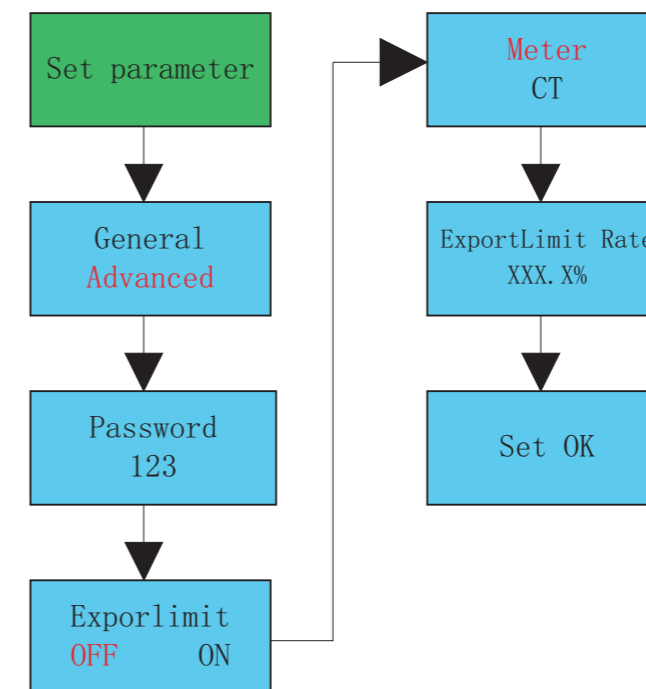 Set parameter
General
Advanced
Password
123
Exporlimit
OFF ON
Meter
CT
ExportLimit Rate
XXX.X%
Set OK